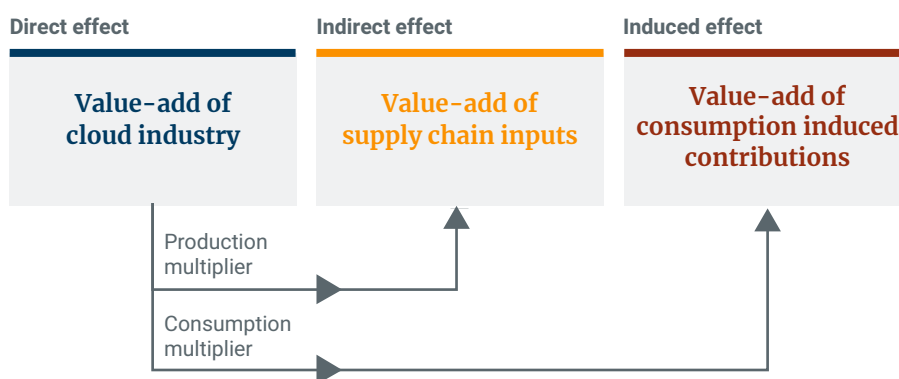 Direct effect
Value-add of
cloud industry
Indirect effect
Value-add of
supply chain inputs
Induced effect
Value-add of
consumption induced
contributions
Production
multiplier
Consumption
multiplier